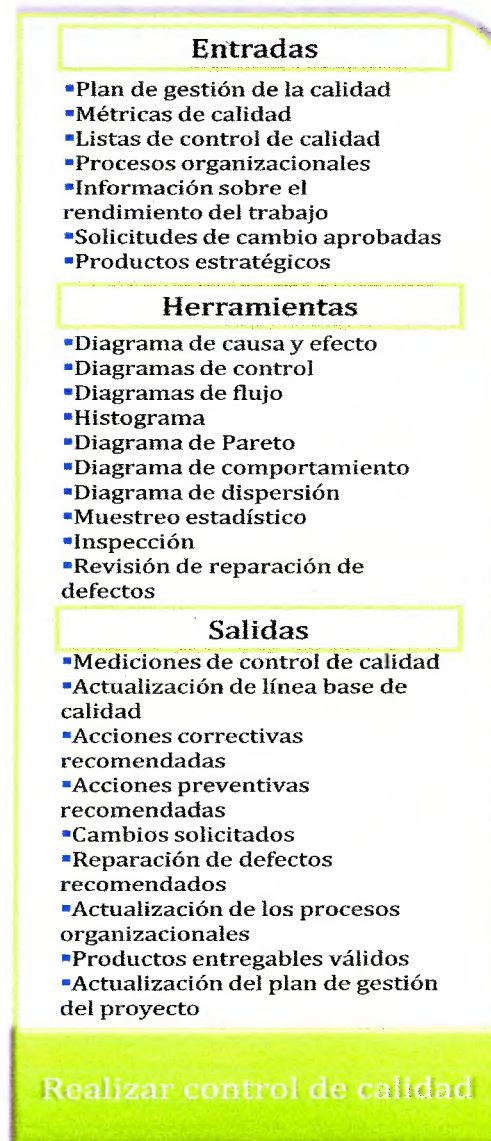 Entradas
▪Plan de gestión de la calidad
▪Métricas de calidad
▪Listas de control de calidad
▪Procesos organizacionales
▪Información sobre el
rendimiento del trabajo
▪Solicitudes de cambio aprobadas
▪Productos estratégicos
Herramientas
▪Diagrama de causa y efecto
▪Diagramas de control
▪Diagramas de flujo
▪Histograma
▪Diagrama de Pareto
▪Diagrama de comportamiento
▪Diagrama de dispersión
▪Muestreo estadístico
▪Inspección
▪Revisión de reparación de
defectos
Salidas
▪Mediciones de control de calidad
▪Actualización de línea base de
calidad
▪Acciones correctivas
recomendadas
▪Acciones preventivas
recomendadas
▪Cambios solicitados
▪Reparación de defectos
recomendados
▪Actualización de los procesos
organizacionales
▪Productos entregables válidos
▪Actualización del plan de gestión
del proyecto
Realizar control de calidad